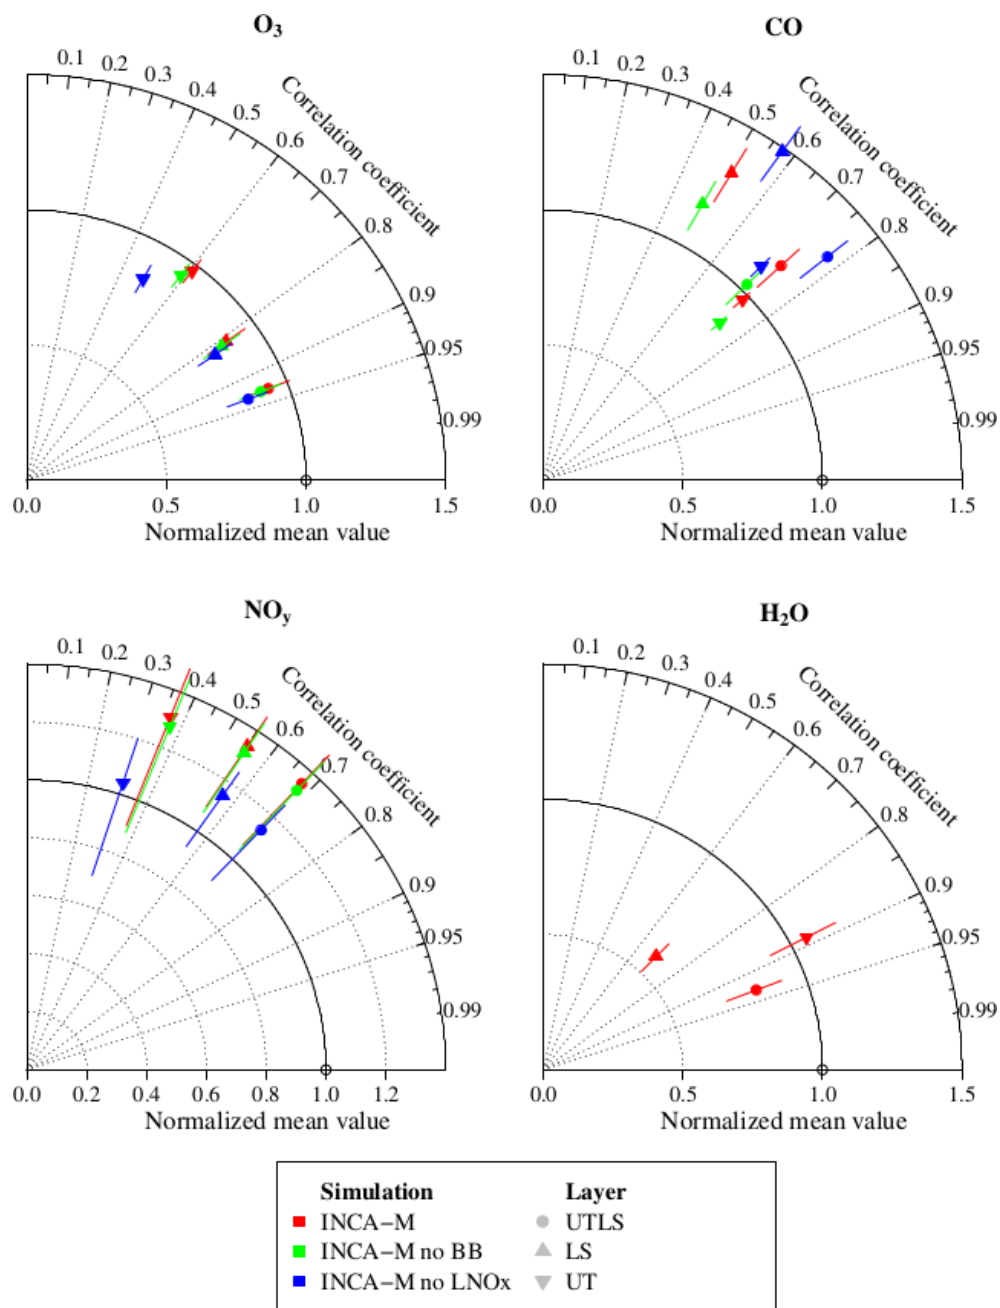 O₃
0.1 0.2 0.3 0.4 0.5 0.6 0.7 0.8 0.9 0.95 0.99
Correlation coefficient
0.0 0.5 1.0 1.5
Normalized mean value
CO
0.1 0.2 0.3 0.4 0.5 0.6 0.7 0.8 0.9 0.95 0.99
Correlation coefficient
0.0 0.5 1.0 1.5
Normalized mean value
NOᵧ
0.1 0.2 0.3 0.4 0.5 0.6 0.7 0.8 0.9 0.95 0.99
Correlation coefficient
0.0 0.2 0.4 0.6 0.8 1.0 1.2
Normalized mean value
H₂O
0.1 0.2 0.3 0.4 0.5 0.6 0.7 0.8 0.9 0.95 0.99
Correlation coefficient
0.0 0.5 1.0 1.5
Normalized mean value
Simulation Layer
INCA−M UTLS
INCA−M no BB LS
INCA−M no LNOx UT